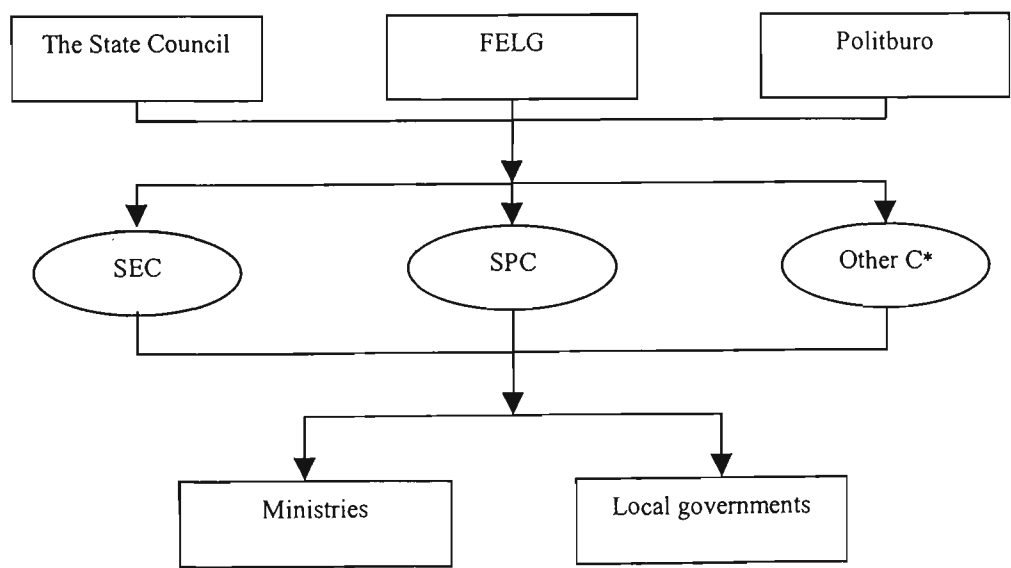 The State Council
FELG
Politburo
SEC
SPC
Other C*
Ministries
Local governments